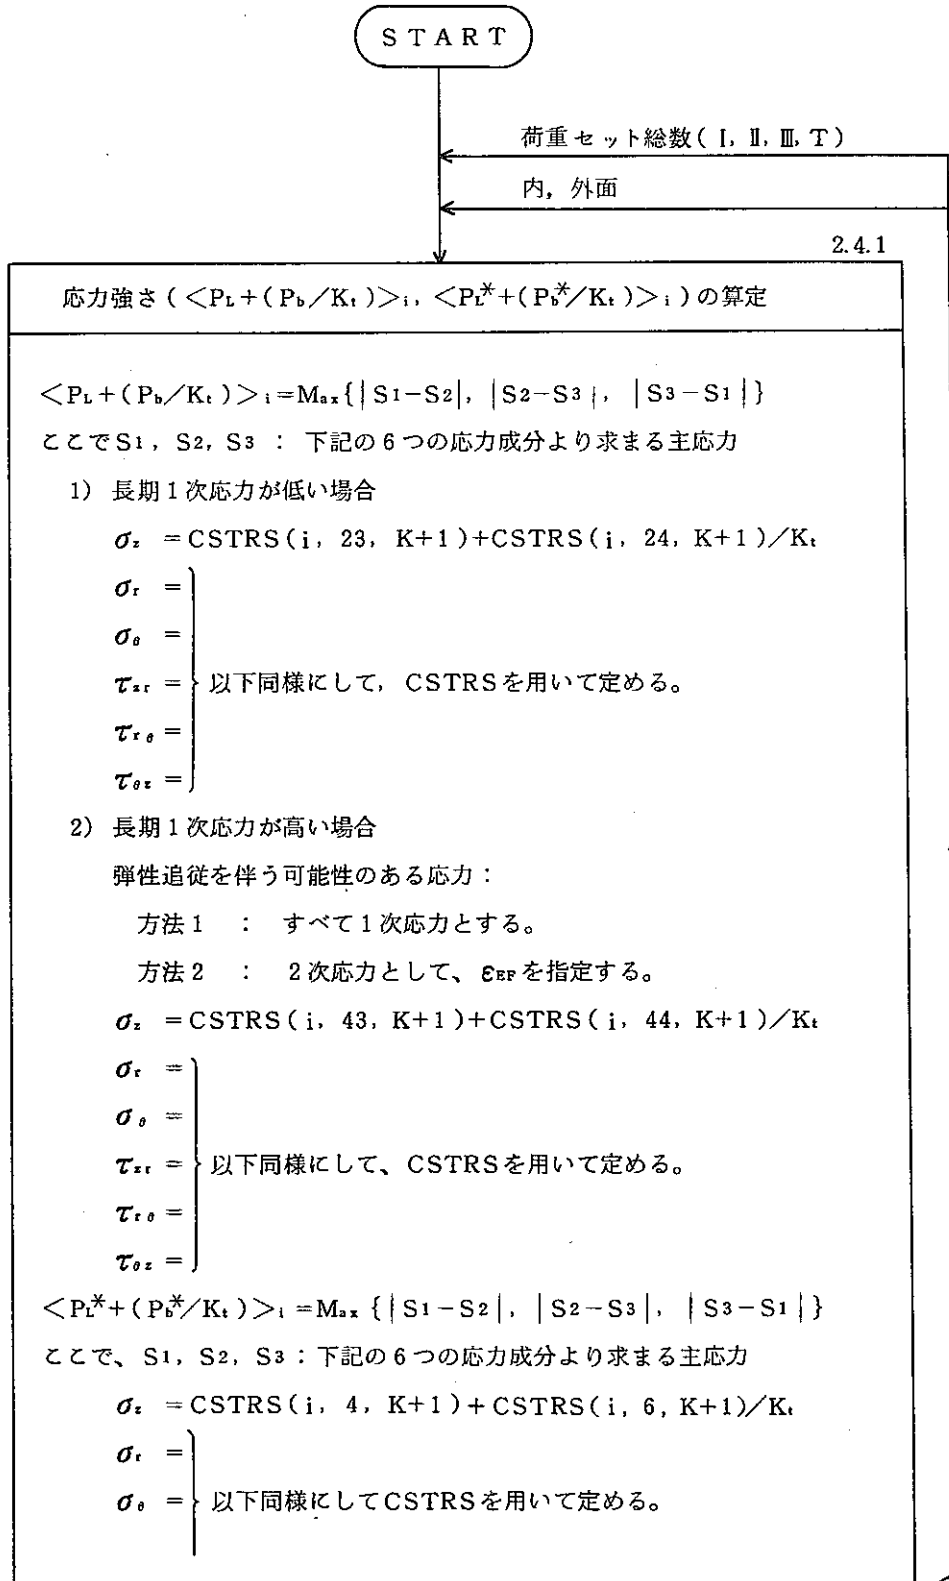 START
荷重セット総数(Ⅰ, Ⅱ, Ⅲ, T)
内, 外面
2.4.1
応力強さ(<PL+(Pb/Kt)>i, <PL*+(Pb*/Kt)>i)の算定
<PL+(Pb/Kt)>i=Max{|S1-S2|, |S2-S3|, |S3-S1|}
ここでS1, S2, S3 : 下記の6つの応力成分より求まる主応力
1) 長期1次応力が低い場合
σz =CSTRS(i, 23, K+1)+CSTRS(i, 24, K+1)/Kt
σr =
σθ =
τzr = 以下同様にして, CSTRSを用いて定める。
τrθ =
τθz =
2) 長期1次応力が高い場合
弾性追従を伴う可能性のある応力:
方法1 : すべて1次応力とする。
方法2 : 2次応力として、εEFを指定する。
σz =CSTRS(i, 43, K+1)+CSTRS(i, 44, K+1)/Kt
σr =
σθ =
τzr = 以下同様にして、CSTRSを用いて定める。
τrθ =
τθz =
<PL*+(Pb*/Kt)>i=Max{|S1-S2|, |S2-S3|, |S3-S1|}
ここで、S1, S2, S3:下記の6つの応力成分より求まる主応力
σz =CSTRS(i, 4, K+1)+CSTRS(i, 6, K+1)/Kt
σr =
σθ = 以下同様にしてCSTRSを用いて定める。